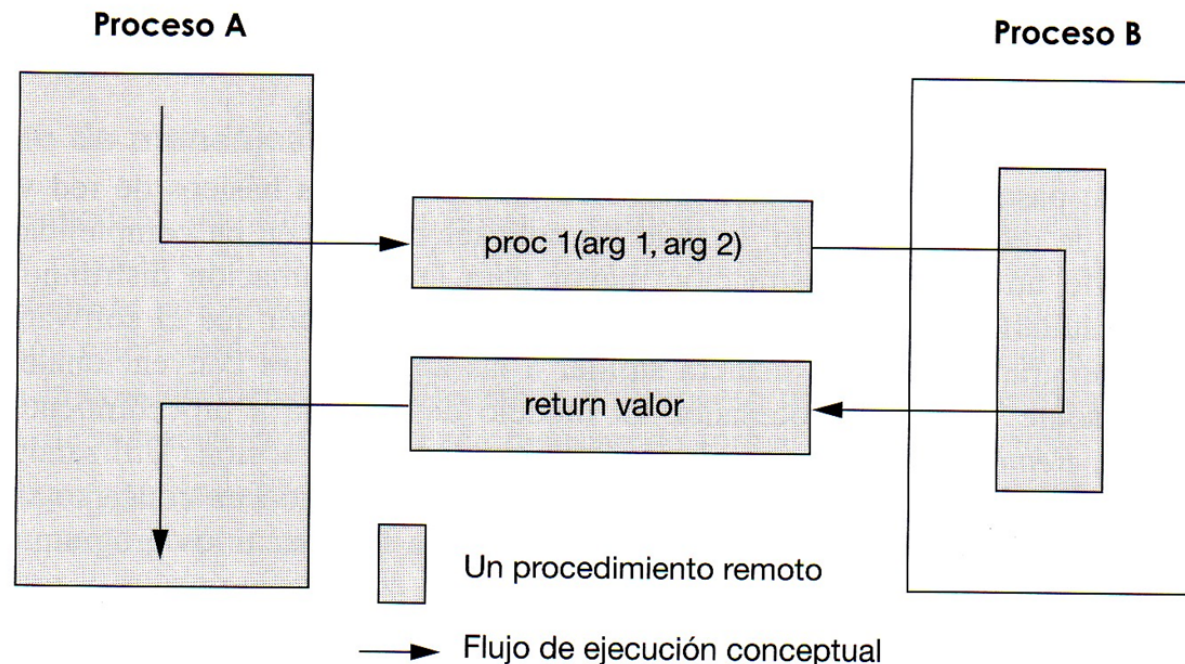 Proceso A
Proceso B
proc 1(arg 1, arg 2)
return valor
Un procedimiento remoto
Flujo de ejecución conceptual